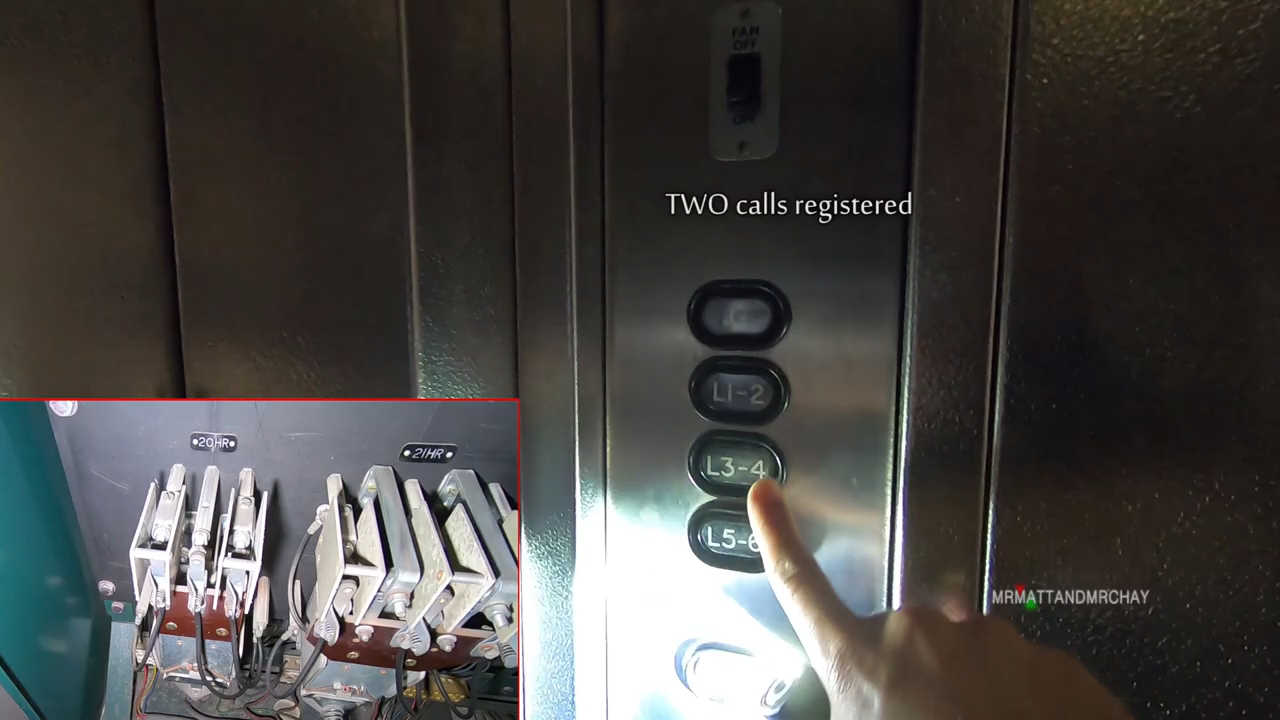 FAN
OFF
ON
TWO calls registered
L1-2
L3-4
L5-6
20HR
21HR
MRMATTANDMRCHAY